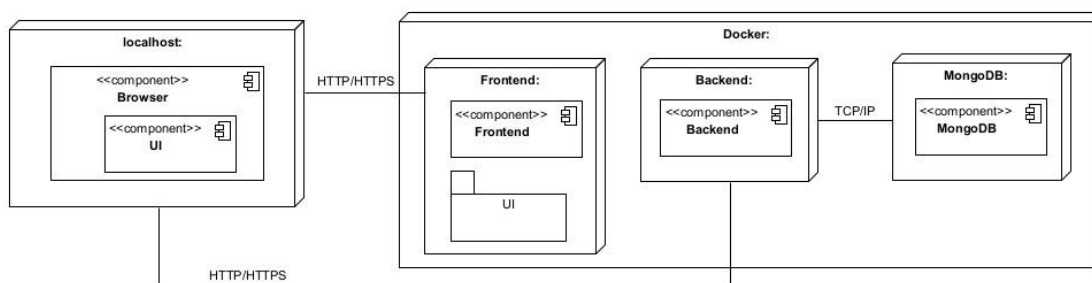 localhost:
<<component>>
Browser
<<component>>
UI
HTTP/HTTPS
Docker:
Frontend:
<<component>>
Frontend
UI
Backend:
<<component>>
Backend
TCP/IP
MongoDB:
<<component>>
MongoDB
HTTP/HTTPS